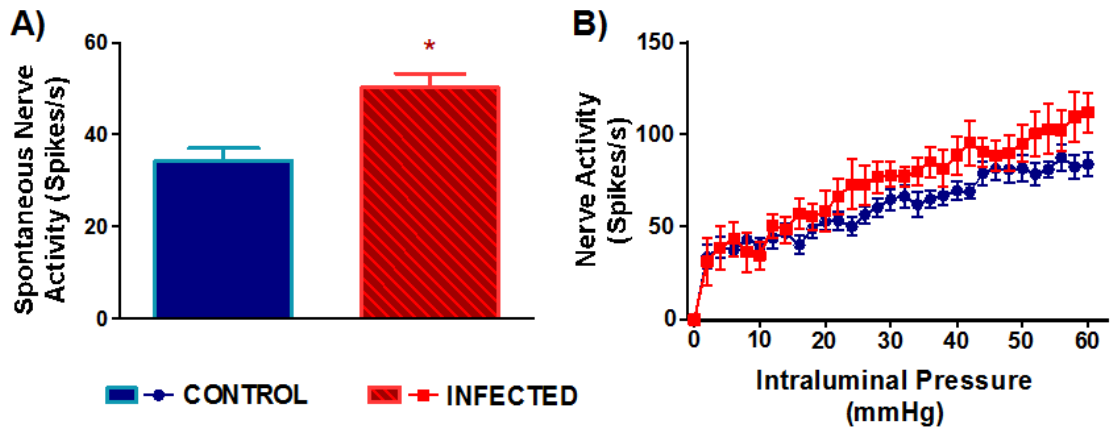 A)
Spontaneous Nerve
Activity (Spikes/s)
60
40
20
0
*
B)
Nerve Activity
(Spikes/s)
150
100
50
0
0 10 20 30 40 50 60
Intraluminal Pressure
(mmHg)
CONTROL INFECTED